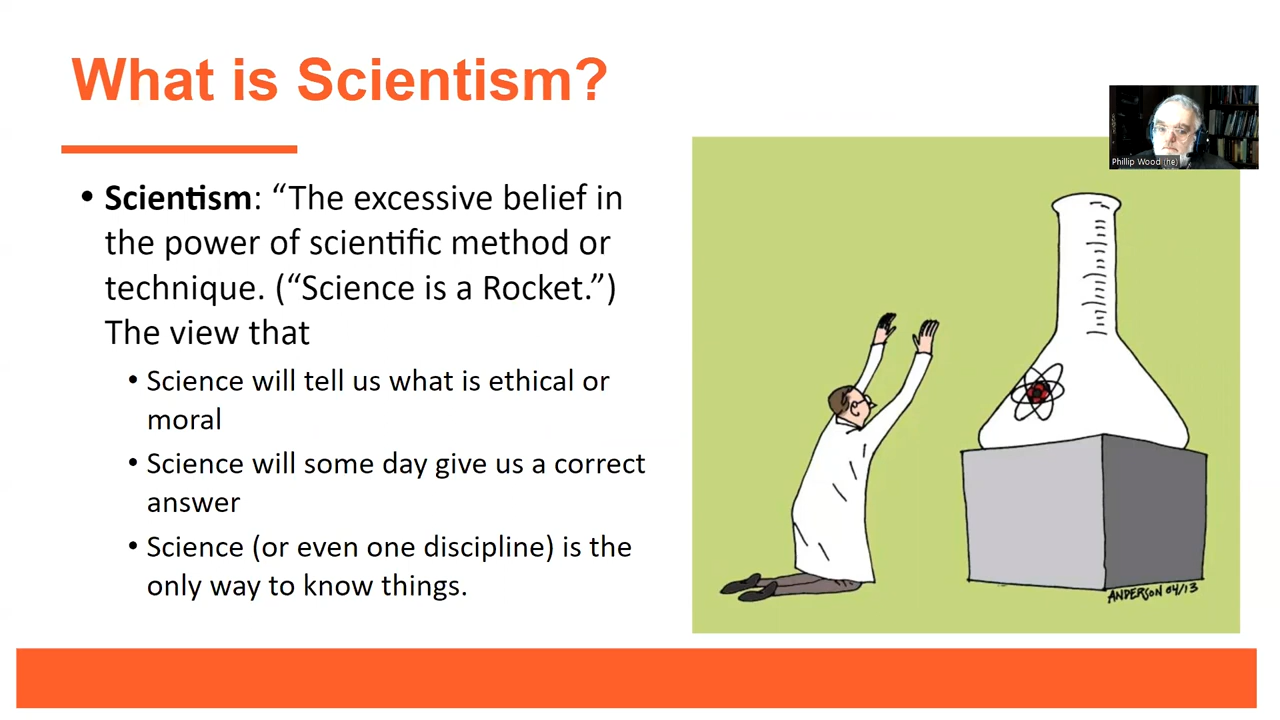 What is Scientism?
Phillip Wood (he)
• Scientism: “The excessive belief in
the power of scientific method or
technique. (“Science is a Rocket.”)
The view that
• Science will tell us what is ethical or
moral
• Science will some day give us a correct
answer
• Science (or even one discipline) is the
only way to know things.
ANDERSON 04/13